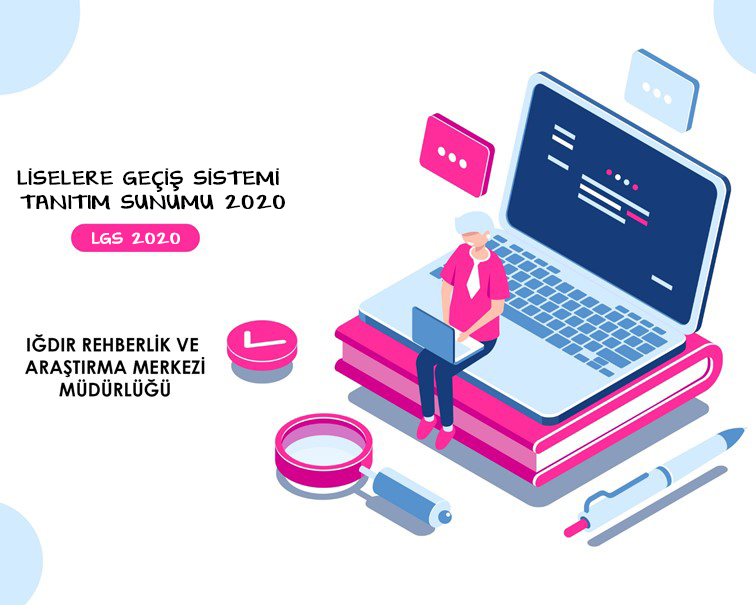 LİSELERE GEÇİŞ SİSTEMİ
TANITIM SUNUMU 2020
LGS 2020
IĞDIR REHBERLİK VE
ARAŞTIRMA MERKEZİ
MÜDÜRLÜĞÜ